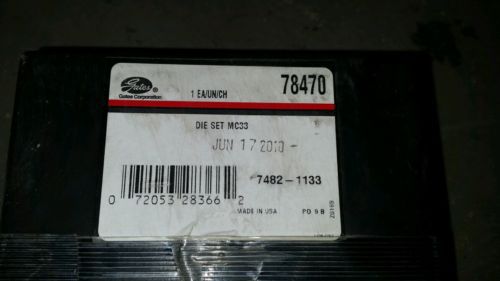 Gates
Gates Corporation
1 EA/UN/CH
78470
DIE SET MC33
JUN 17 2010
7482-1133
0 72053 28366 2
MADE IN USA
PO 9 B